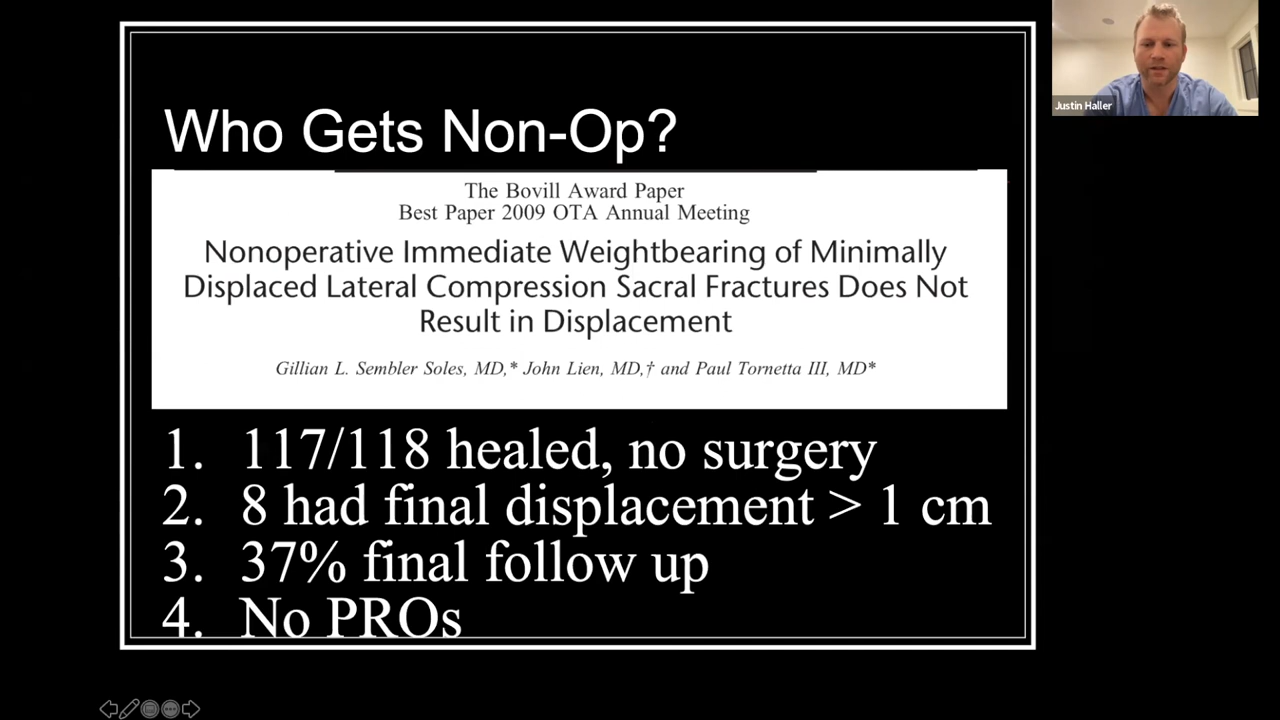 Who Gets Non-Op?
The Bovill Award Paper
Best Paper 2009 OTA Annual Meeting
Nonoperative Immediate Weightbearing of Minimally
Displaced Lateral Compression Sacral Fractures Does Not
Result in Displacement
Gillian L. Sembler Soles, MD,* John Lien, MD,† and Paul Tornetta III, MD*
1. 117/118 healed, no surgery
2. 8 had final displacement > 1 cm
3. 37% final follow up
4. No PROs
Justin Haller